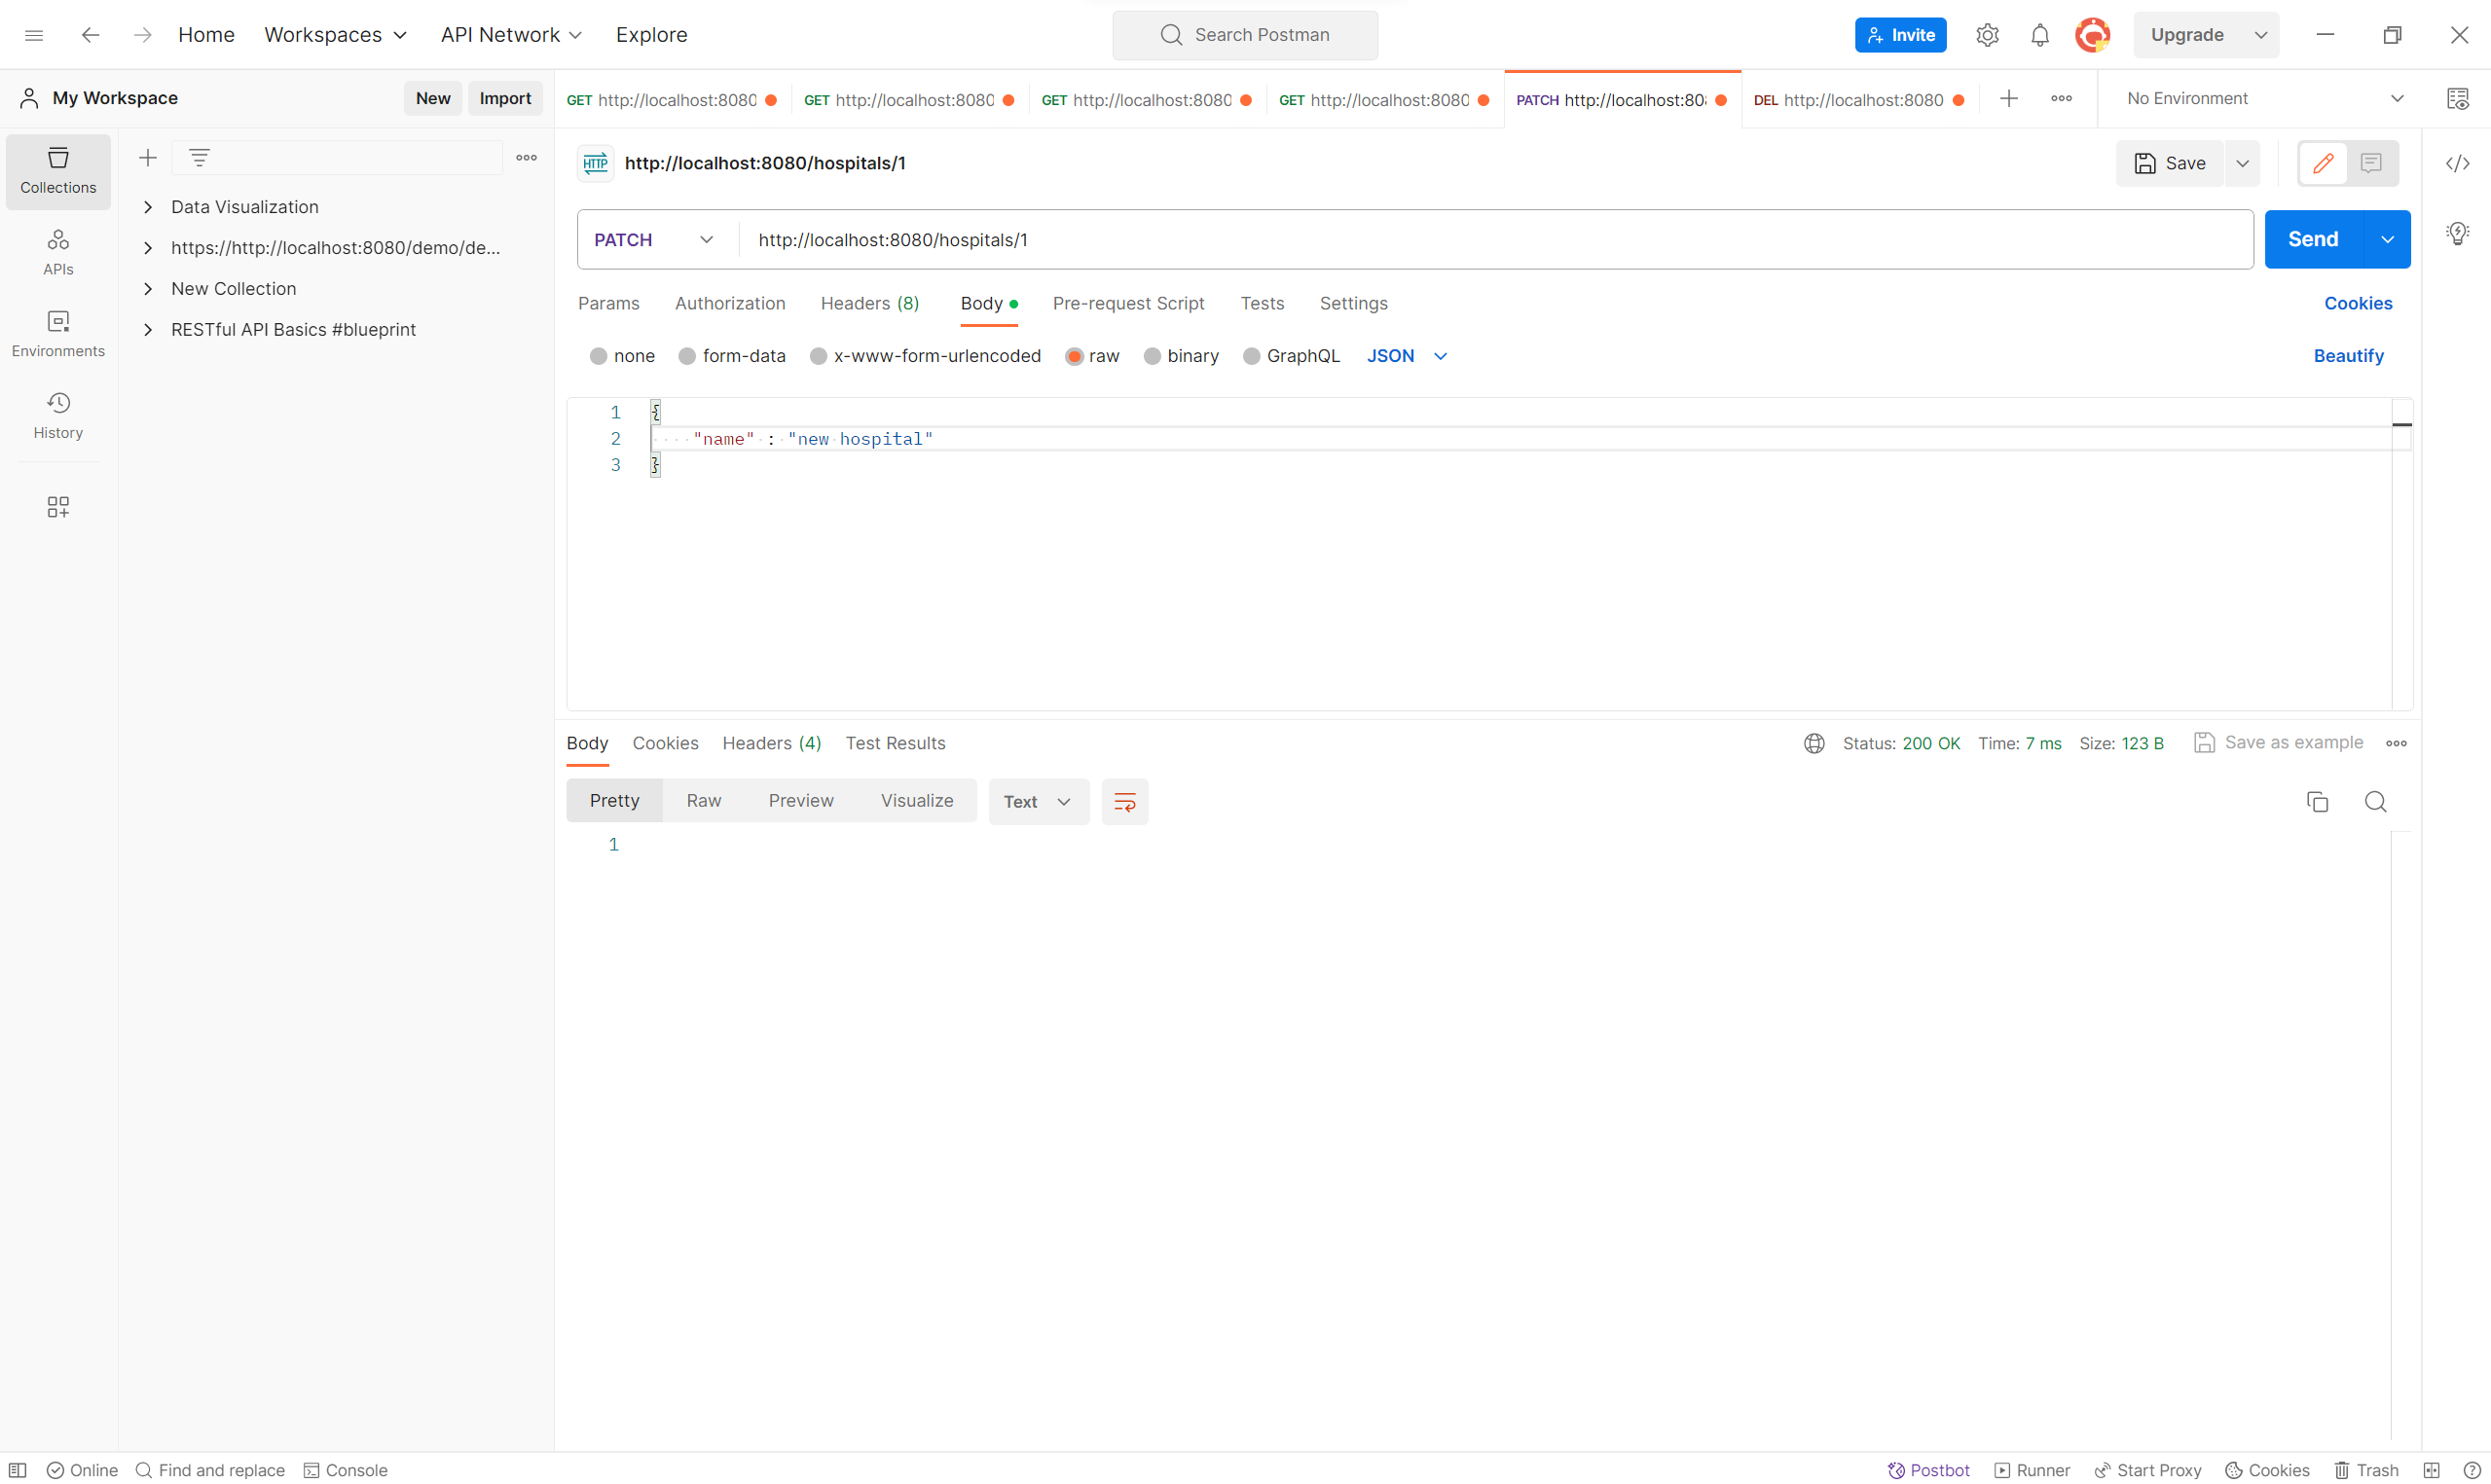 Home Workspaces API Network Explore Search Postman Invite Upgrade
My Workspace New Import GET http://localhost:8080 GET http://localhost:8080 GET http://localhost:8080 GET http://localhost:8080 PATCH http://localhost:80 DEL http://localhost:8080 No Environment
Collections
APIs
Environments
History
Data Visualization
https://http://localhost:8080/demo/de...
New Collection
RESTful API Basics #blueprint
HTTP http://localhost:8080/hospitals/1 Save
PATCH http://localhost:8080/hospitals/1 Send
Params Authorization Headers (8) Body Pre-request Script Tests Settings Cookies
none form-data x-www-form-urlencoded raw binary GraphQL JSON Beautify
1 {
2 "name" : "new hospital"
3 }
Body Cookies Headers (4) Test Results Status: 200 OK Time: 7 ms Size: 123 B Save as example
Pretty Raw Preview Visualize Text
1
Online Find and replace Console Postbot Runner Start Proxy Cookies Trash